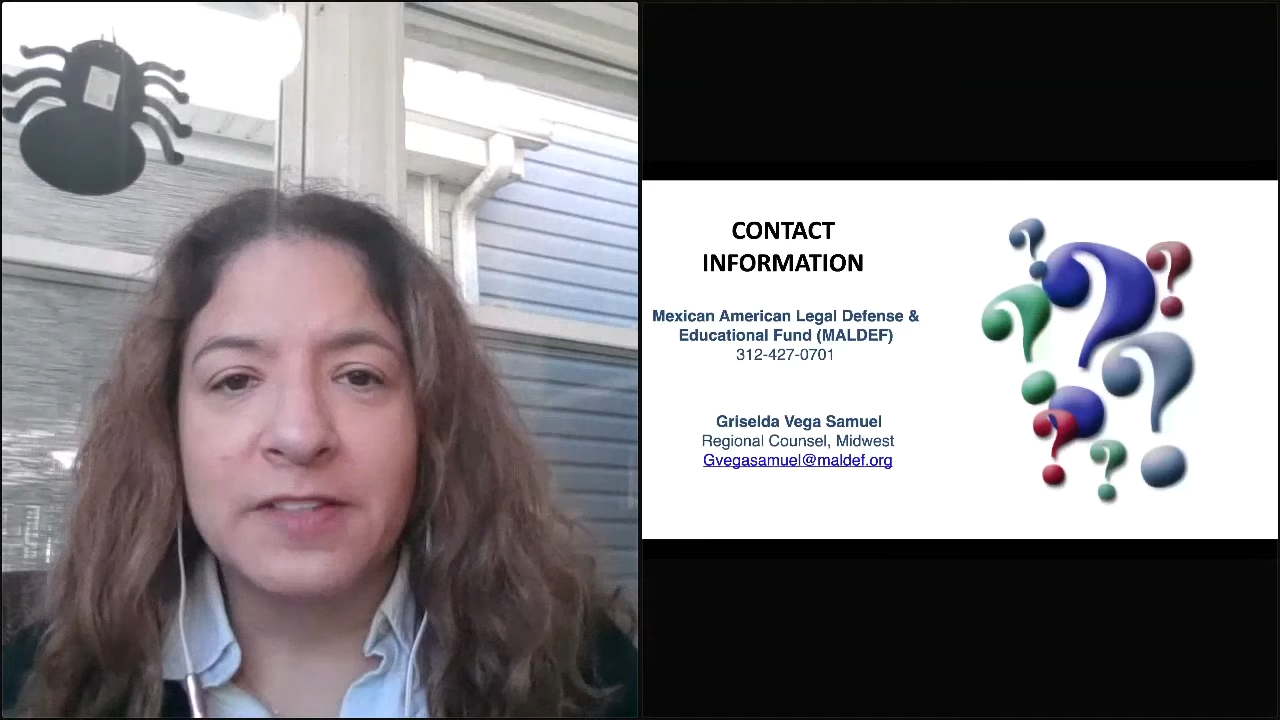 CONTACT
INFORMATION
Mexican American Legal Defense &
Educational Fund (MALDEF)
312-427-0701
Griselda Vega Samuel
Regional Counsel, Midwest
Gvegasamuel@maldef.org